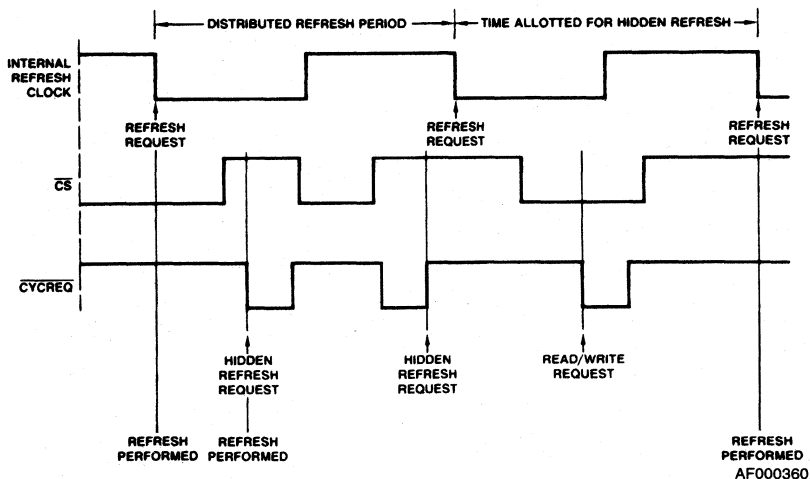 DISTRIBUTED REFRESH PERIOD
TIME ALLOTTED FOR HIDDEN REFRESH
INTERNAL
REFRESH
CLOCK
REFRESH
REQUEST
REFRESH
REQUEST
REFRESH
REQUEST
CS
CYCREQ
HIDDEN
REFRESH
REQUEST
HIDDEN
REFRESH
REQUEST
READ/WRITE
REQUEST
REFRESH
PERFORMED
REFRESH
PERFORMED
REFRESH
PERFORMED
AF000360